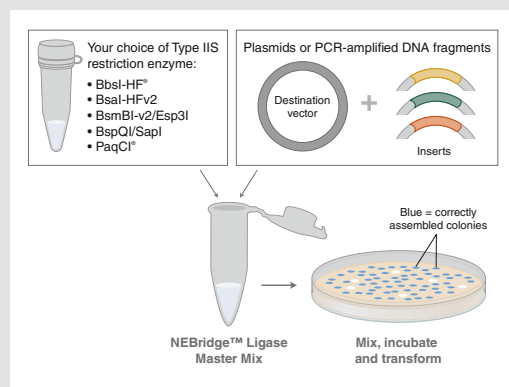 Your choice of Type IIS
restriction enzyme:
• BbsI-HF®
• BsaI-HFv2
• BsmBI-v2/Esp3I
• BspQI/SapI
• PaqCI®
Plasmids or PCR-amplified DNA fragments
Destination
vector
+
Inserts
Blue = correctly
assembled colonies
NEBridge™ Ligase
Master Mix
Mix, incubate
and transform